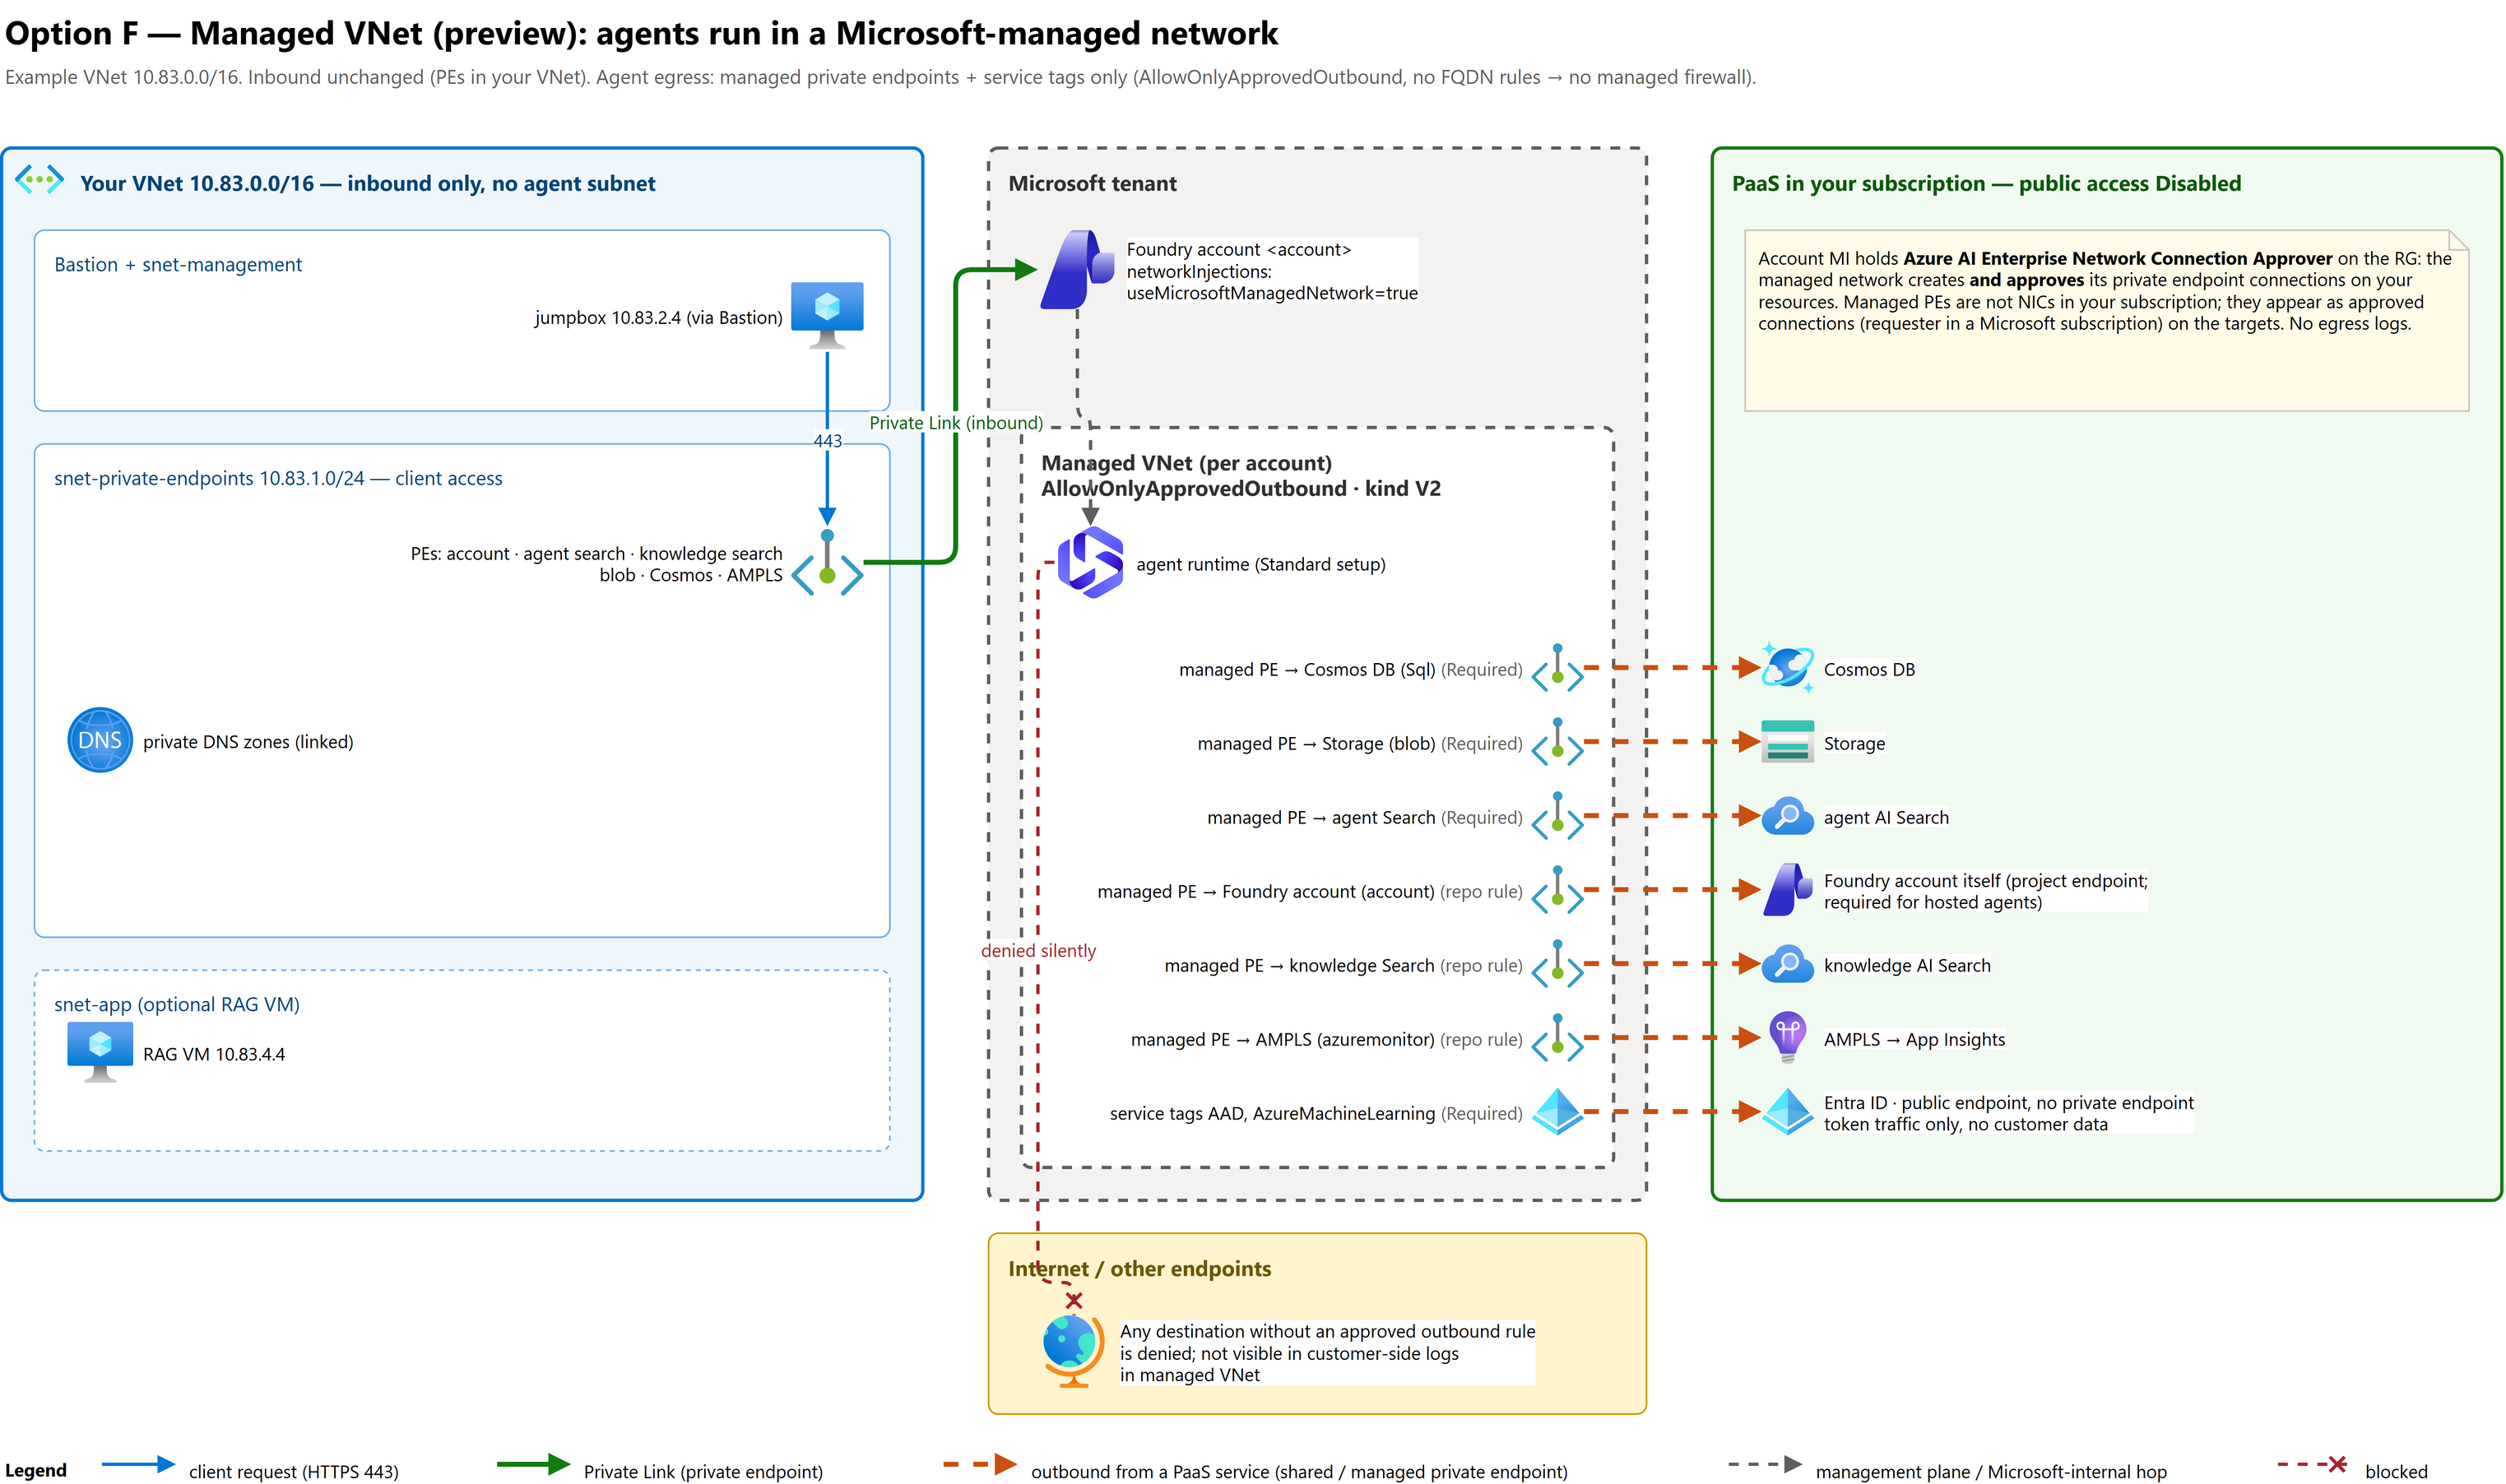 Option F — Managed VNet (preview): agents run in a Microsoft-managed network
Example VNet 10.83.0.0/16. Inbound unchanged (PEs in your VNet). Agent egress: managed private endpoints + service tags only (AllowOnlyApprovedOutbound, no FQDN rules → no managed firewall).
Your VNet 10.83.0.0/16 — inbound only, no agent subnet
Bastion + snet-management
jumpbox 10.83.2.4 (via Bastion)
443
snet-private-endpoints 10.83.1.0/24 — client access
PEs: account · agent search · knowledge search
blob · Cosmos · AMPLS
DNS
private DNS zones (linked)
snet-app (optional RAG VM)
RAG VM 10.83.4.4
Private Link (inbound)
Microsoft tenant
Foundry account <account>
networkInjections:
useMicrosoftManagedNetwork=true
Managed VNet (per account)
AllowOnlyApprovedOutbound · kind V2
agent runtime (Standard setup)
managed PE → Cosmos DB (Sql) (Required)
managed PE → Storage (blob) (Required)
managed PE → agent Search (Required)
managed PE → Foundry account (account) (repo rule)
denied silently
managed PE → knowledge Search (repo rule)
managed PE → AMPLS (azuremonitor) (repo rule)
service tags AAD, AzureMachineLearning (Required)
PaaS in your subscription — public access Disabled
Account MI holds Azure AI Enterprise Network Connection Approver on the RG: the
managed network creates and approves its private endpoint connections on your
resources. Managed PEs are not NICs in your subscription; they appear as approved
connections (requester in a Microsoft subscription) on the targets. No egress logs.
Cosmos DB
Storage
agent AI Search
Foundry account itself (project endpoint;
required for hosted agents)
knowledge AI Search
AMPLS → App Insights
Entra ID · public endpoint, no private endpoint
token traffic only, no customer data
Internet / other endpoints
Any destination without an approved outbound rule
is denied; not visible in customer-side logs
in managed VNet
Legend
client request (HTTPS 443)
Private Link (private endpoint)
outbound from a PaaS service (shared / managed private endpoint)
management plane / Microsoft-internal hop
blocked